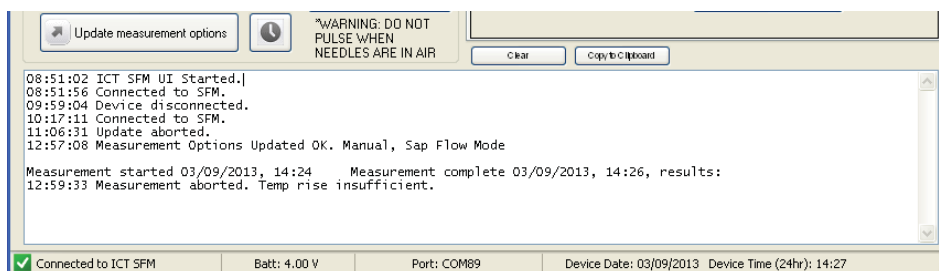 Update measurement options
*WARNING: DO NOT
PULSE WHEN
NEEDLES ARE IN AIR
Clear
Copy to Clipboard
08:51:02 ICT SFM UI Started.
08:51:56 Connected to SFM.
09:59:04 Device disconnected.
10:17:11 Connected to SFM.
11:06:31 Update aborted.
12:57:08 Measurement Options Updated OK. Manual, Sap Flow Mode
Measurement started 03/09/2013, 14:24 Measurement complete 03/09/2013, 14:26, results:
12:59:33 Measurement aborted. Temp rise insufficient.
Connected to ICT SFM
Batt: 4.00 V
Port: COM89
Device Date: 03/09/2013 Device Time (24hr): 14:27